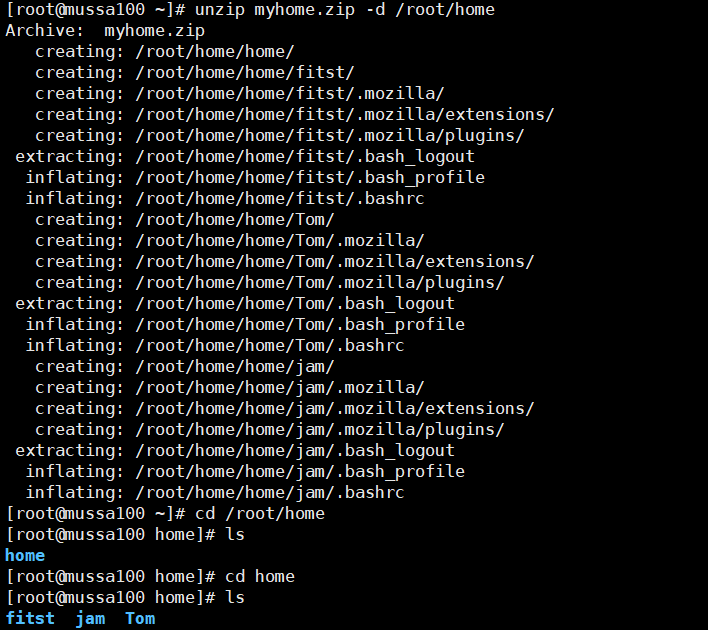 [root@mussa100 ~]# unzip myhome.zip -d /root/home
Archive:  myhome.zip
   creating: /root/home/home/
   creating: /root/home/home/fitst/
   creating: /root/home/home/fitst/.mozilla/
   creating: /root/home/home/fitst/.mozilla/extensions/
   creating: /root/home/home/fitst/.mozilla/plugins/
 extracting: /root/home/home/fitst/.bash_logout
  inflating: /root/home/home/fitst/.bash_profile
  inflating: /root/home/home/fitst/.bashrc
   creating: /root/home/home/Tom/
   creating: /root/home/home/Tom/.mozilla/
   creating: /root/home/home/Tom/.mozilla/extensions/
   creating: /root/home/home/Tom/.mozilla/plugins/
 extracting: /root/home/home/Tom/.bash_logout
  inflating: /root/home/home/Tom/.bash_profile
  inflating: /root/home/home/Tom/.bashrc
   creating: /root/home/home/jam/
   creating: /root/home/home/jam/.mozilla/
   creating: /root/home/home/jam/.mozilla/extensions/
   creating: /root/home/home/jam/.mozilla/plugins/
 extracting: /root/home/home/jam/.bash_logout
  inflating: /root/home/home/jam/.bash_profile
  inflating: /root/home/home/jam/.bashrc
[root@mussa100 ~]# cd /root/home
[root@mussa100 home]# ls
home
[root@mussa100 home]# cd home
[root@mussa100 home]# ls
fitst  jam  Tom